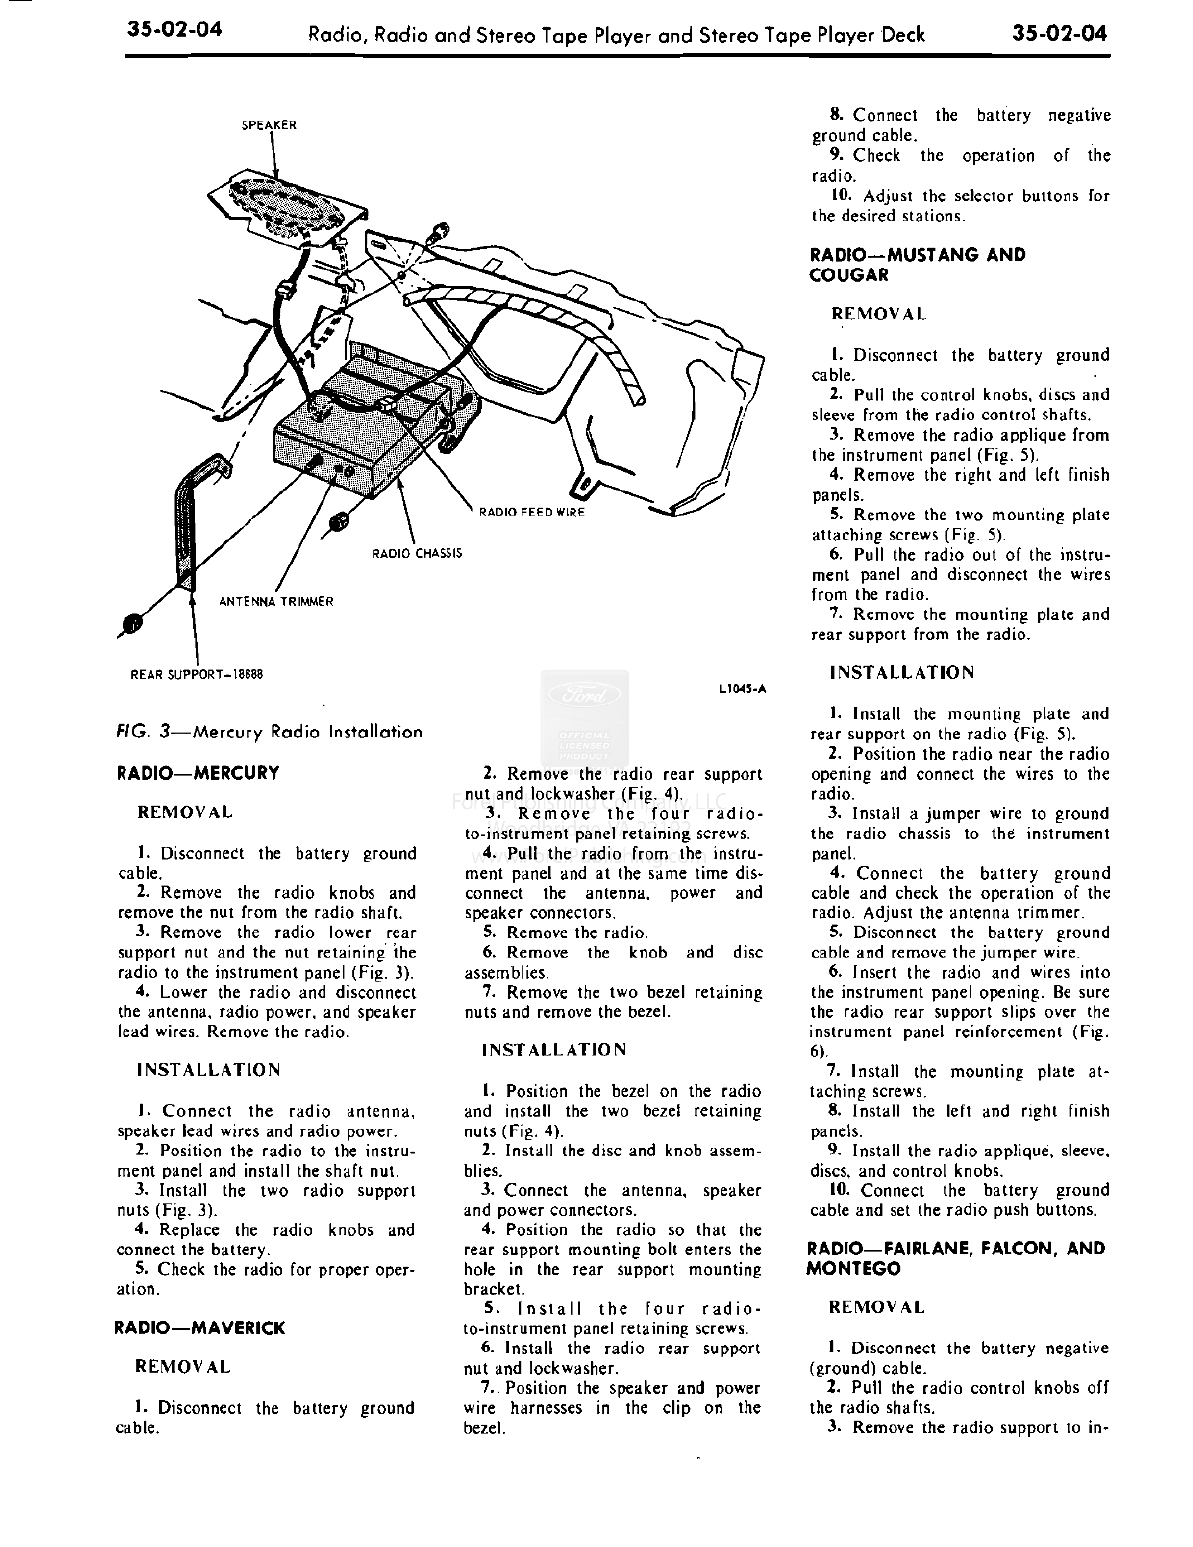 35-02-04 Radio, Radio and Stereo Tape Player and Stereo Tape Player Deck 35-02-04
SPEAKER
RADIO FEED WIRE
RADIO CHASSIS
ANTENNA TRIMMER
REAR SUPPORT-18688
L1045-A
FIG. 3—Mercury Radio Installation
RADIO—MERCURY
REMOVAL
1. Disconnect the battery ground
cable.
2. Remove the radio knobs and
remove the nut from the radio shaft.
3. Remove the radio lower rear
support nut and the nut retaining the
radio to the instrument panel (Fig. 3).
4. Lower the radio and disconnect
the antenna, radio power, and speaker
lead wires. Remove the radio.
INSTALLATION
1. Connect the radio antenna,
speaker lead wires and radio power.
2. Position the radio to the instru-
ment panel and install the shaft nut.
3. Install the two radio support
nuts (Fig. 3).
4. Replace the radio knobs and
connect the battery.
5. Check the radio for proper oper-
ation.
RADIO—MAVERICK
REMOVAL
1. Disconnect the battery ground
cable.
Ford
OFFICIAL
LICENSED
PRODUCT
2. Remove the radio rear support
nut and lockwasher (Fig. 4).
3. Remove the four radio-
to-instrument panel retaining screws.
4. Pull the radio from the instru-
ment panel and at the same time dis-
connect the antenna, power and
speaker connectors.
5. Remove the radio.
6. Remove the knob and disc
assemblies.
7. Remove the two bezel retaining
nuts and remove the bezel.
INSTALLATION
1. Position the bezel on the radio
and install the two bezel retaining
nuts (Fig. 4).
2. Install the disc and knob assem-
blies.
3. Connect the antenna, speaker
and power connectors.
4. Position the radio so that the
rear support mounting bolt enters the
hole in the rear support mounting
bracket.
5. Install the four radio-
to-instrument panel retaining screws.
6. Install the radio rear support
nut and lockwasher.
7. Position the speaker and power
wire harnesses in the clip on the
bezel.
8. Connect the battery negative
ground cable.
9. Check the operation of the
radio.
10. Adjust the selector buttons for
the desired stations.
RADIO—MUSTANG AND
COUGAR
REMOVAL
1. Disconnect the battery ground
cable.
2. Pull the control knobs, discs and
sleeve from the radio control shafts.
3. Remove the radio applique from
the instrument panel (Fig. 5).
4. Remove the right and left finish
panels.
5. Remove the two mounting plate
attaching screws (Fig. 5).
6. Pull the radio out of the instru-
ment panel and disconnect the wires
from the radio.
7. Remove the mounting plate and
rear support from the radio.
INSTALLATION
1. Install the mounting plate and
rear support on the radio (Fig. 5).
2. Position the radio near the radio
opening and connect the wires to the
radio.
3. Install a jumper wire to ground
the radio chassis to the instrument
panel.
4. Connect the battery ground
cable and check the operation of the
radio. Adjust the antenna trimmer.
5. Disconnect the battery ground
cable and remove the jumper wire.
6. Insert the radio and wires into
the instrument panel opening. Be sure
the radio rear support slips over the
instrument panel reinforcement (Fig.
6).
7. Install the mounting plate at-
taching screws.
8. Install the left and right finish
panels.
9. Install the radio appliqué, sleeve,
discs, and control knobs.
10. Connect the battery ground
cable and set the radio push buttons.
RADIO—FAIRLANE, FALCON, AND
MONTEGO
REMOVAL
1. Disconnect the battery negative
(ground) cable.
2. Pull the radio control knobs off
the radio shafts.
3. Remove the radio support to in-